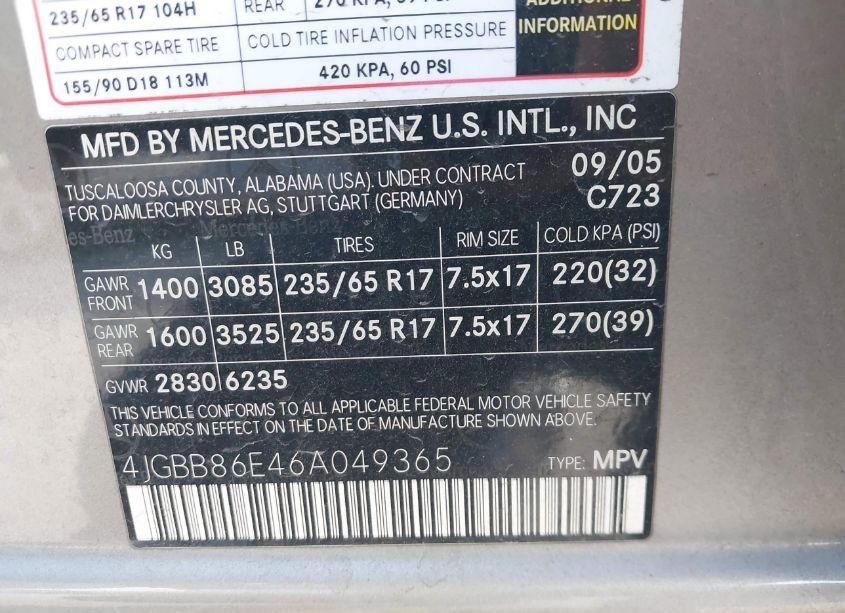 235/65 R17 104H REAR
ADDITIONAL
INFORMATION
COMPACT SPARE TIRE COLD TIRE INFLATION PRESSURE
155/90 D18 113M 420 KPA, 60 PSI
MFD BY MERCEDES-BENZ U.S. INTL., INC
TUSCALOOSA COUNTY, ALABAMA (USA). UNDER CONTRACT 09/05
FOR DAIMLERCHRYSLER AG, STUTTGART (GERMANY) C723
KG LB TIRES RIM SIZE COLD KPA (PSI)
GAWR FRONT 1400 3085 235/65 R17 7.5x17 220(32)
GAWR REAR 1600 3525 235/65 R17 7.5x17 270(39)
GVWR 2830 6235
THIS VEHICLE CONFORMS TO ALL APPLICABLE FEDERAL MOTOR VEHICLE SAFETY
STANDARDS IN EFFECT ON THE DATE OF MANUFACTURE SHOWN ABOVE.
4JGBB86E46A049365 TYPE: MPV